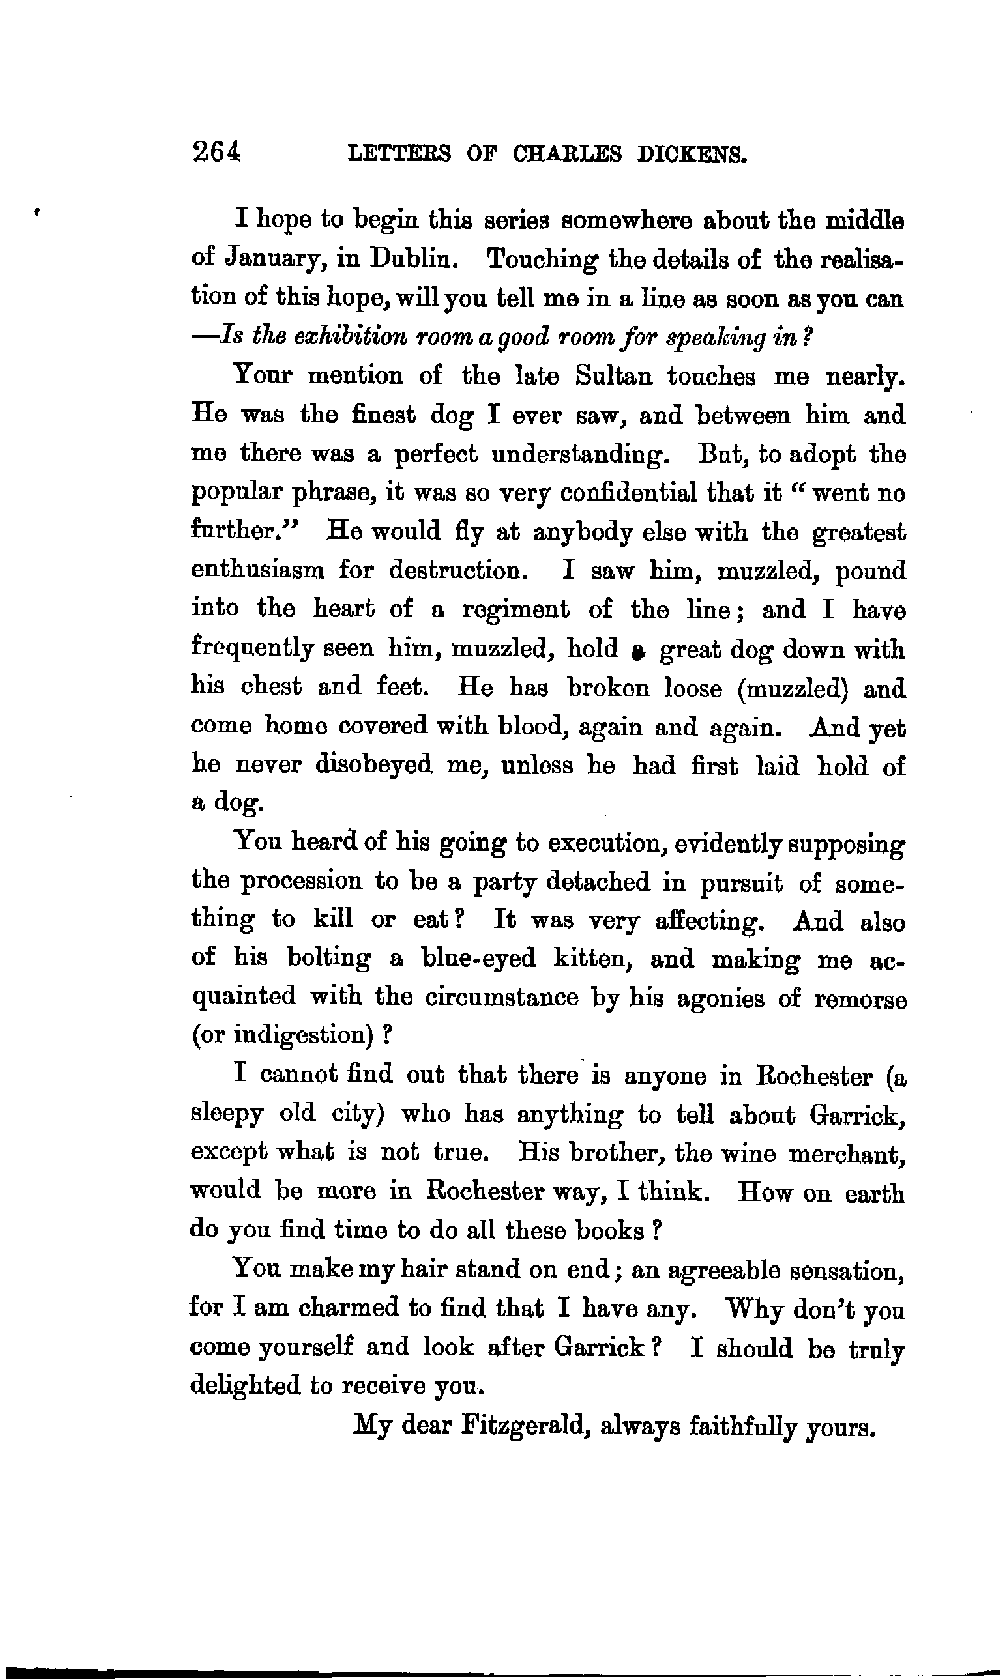 264 LETTERS OF CHARLES DICKENS.
I hope to begin this series somewhere about the middle
of January, in Dublin. Touching the details of the realisa-
tion of this hope, will you tell me in a line as soon as you can
—Is the exhibition room a good room for speaking in?
Your mention of the late Sultan touches me nearly.
He was the finest dog I ever saw, and between him and
me there was a perfect understanding. But, to adopt the
popular phrase, it was so very confidential that it “went no
further.” He would fly at anybody else with the greatest
enthusiasm for destruction. I saw him, muzzled, pound
into the heart of a regiment of the line; and I have
frequently seen him, muzzled, hold a great dog down with
his chest and feet. He has broken loose (muzzled) and
come home covered with blood, again and again. And yet
he never disobeyed me, unless he had first laid hold of
a dog.
You heard of his going to execution, evidently supposing
the procession to be a party detached in pursuit of some-
thing to kill or eat? It was very affecting. And also
of his bolting a blue-eyed kitten, and making me ac-
quainted with the circumstance by his agonies of remorse
(or indigestion)?
I cannot find out that there is anyone in Rochester (a
sleepy old city) who has anything to tell about Garrick,
except what is not true. His brother, the wine merchant,
would be more in Rochester way, I think. How on earth
do you find time to do all these books?
You make my hair stand on end; an agreeable sensation,
for I am charmed to find that I have any. Why don’t you
come yourself and look after Garrick? I should be truly
delighted to receive you.
My dear Fitzgerald, always faithfully yours.